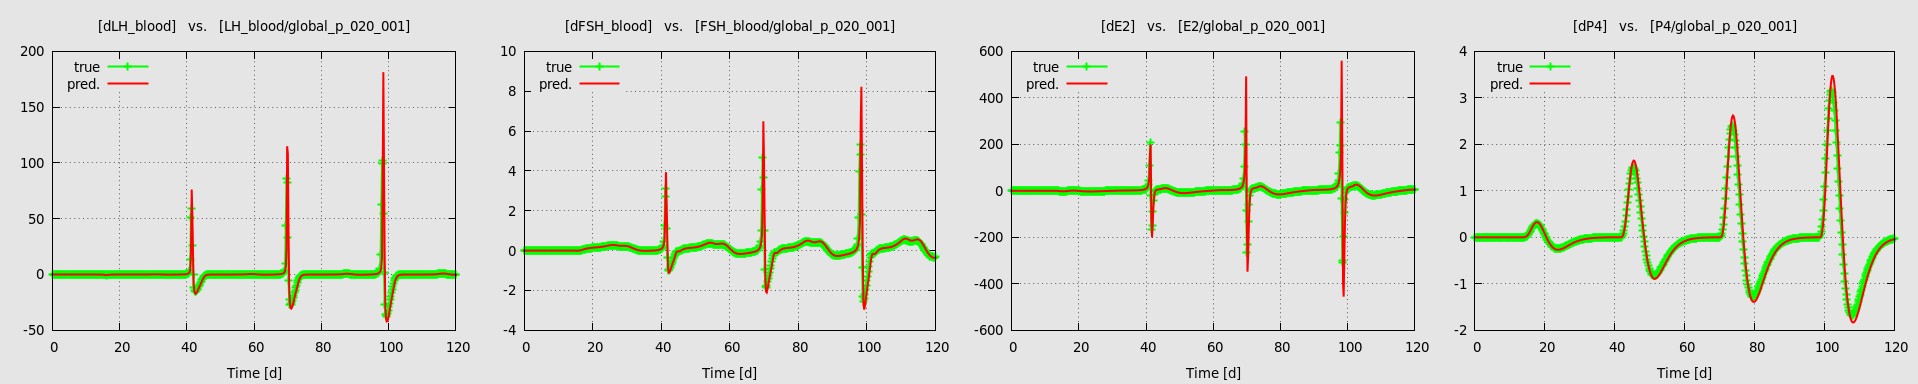 [dLH_blood] vs. [LH_blood/global_p_020_001]
200
150
100
50
0
-50
true
pred.
0 20 40 60 80 100 120
Time [d]
[dFSH_blood] vs. [FSH_blood/global_p_020_001]
10
8
6
4
2
0
-2
-4
true
pred.
0 20 40 60 80 100 120
Time [d]
[dE2] vs. [E2/global_p_020_001]
600
400
200
0
-200
-400
-600
true
pred.
0 20 40 60 80 100 120
Time [d]
[dP4] vs. [P4/global_p_020_001]
4
3
2
1
0
-1
-2
true
pred.
0 20 40 60 80 100 120
Time [d]